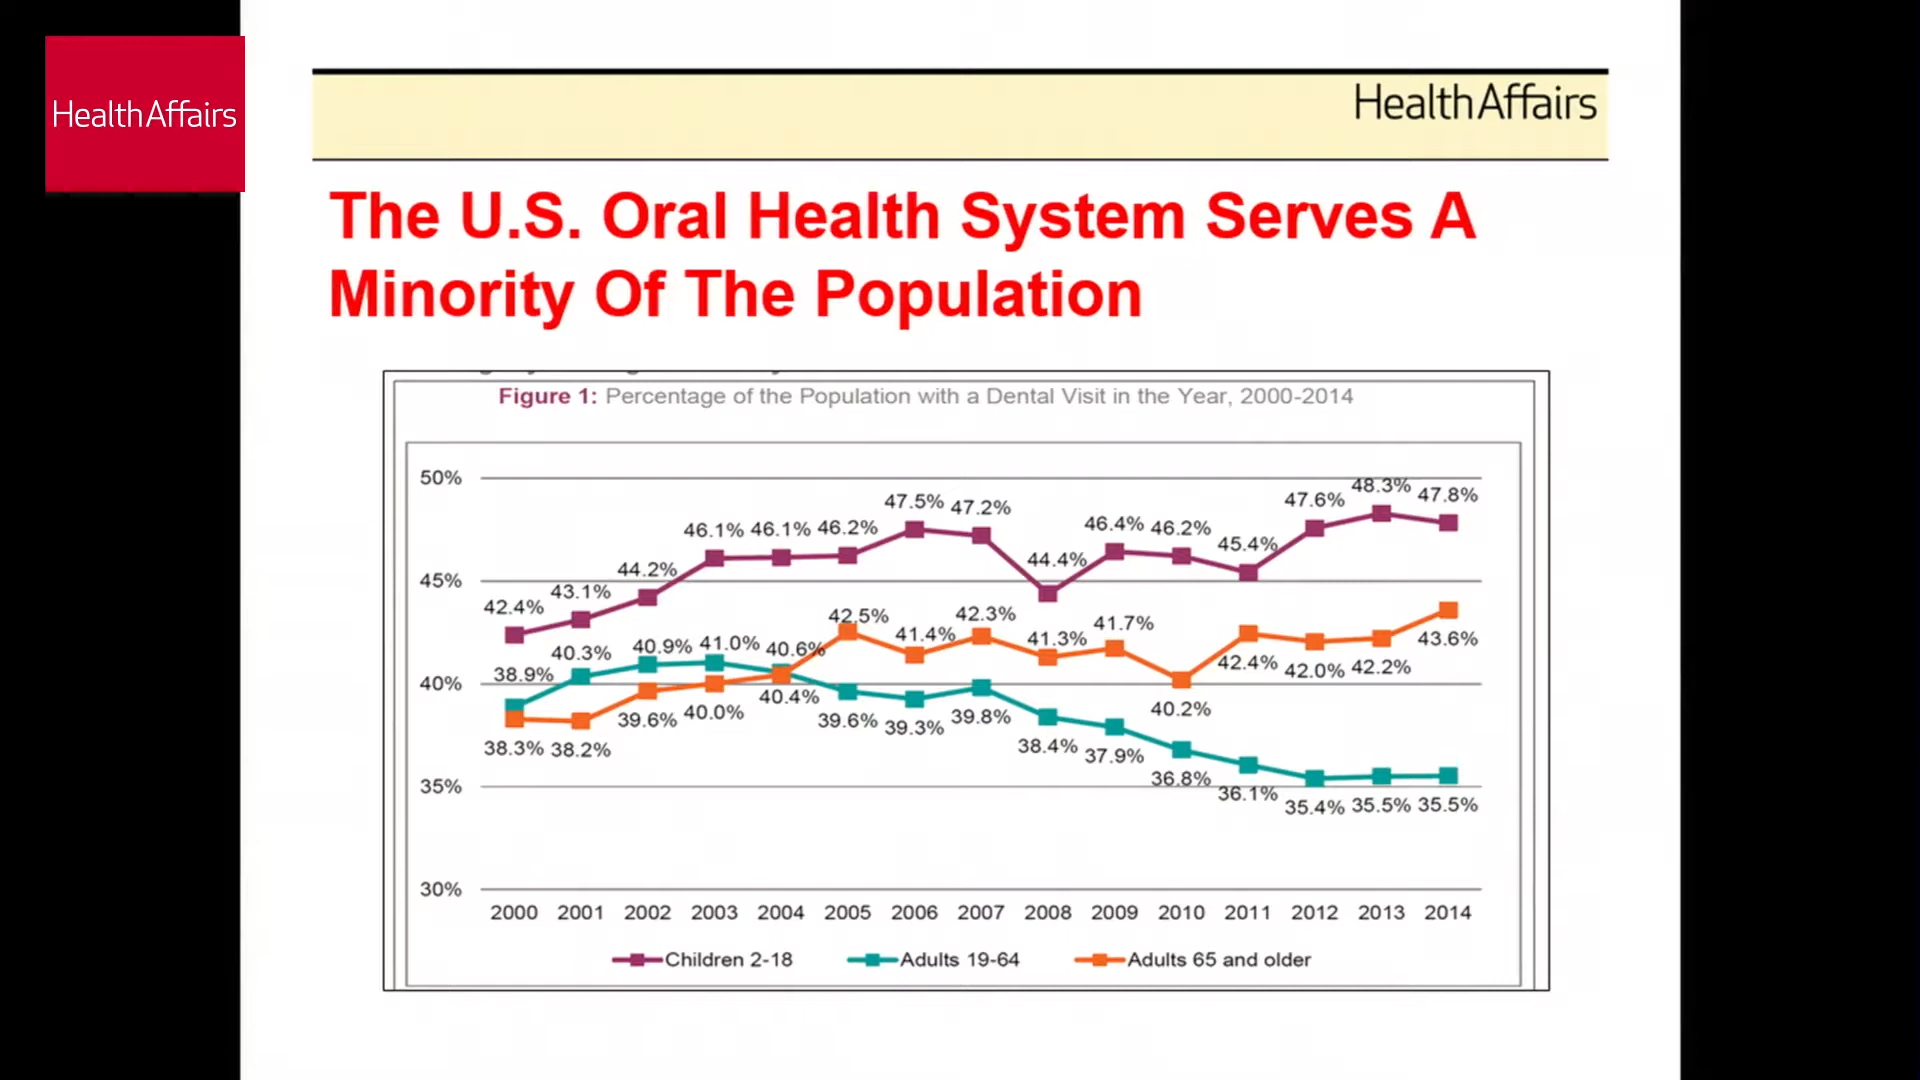 HealthAffairs
HealthAffairs
The U.S. Oral Health System Serves A
Minority Of The Population
Figure 1: Percentage of the Population with a Dental Visit in the Year, 2000-2014
50%
45%
40%
35%
30%
42.4% 43.1% 44.2% 46.1% 46.1% 46.2% 47.5% 47.2% 44.4% 46.4% 46.2% 45.4% 47.6% 48.3% 47.8%
38.9% 40.3% 40.9% 41.0% 40.6% 39.6% 39.3% 39.8% 38.4% 37.9% 36.8% 36.1% 35.4% 35.5% 35.5%
38.3% 38.2% 39.6% 40.0% 40.4% 42.5% 41.4% 42.3% 41.3% 41.7% 40.2% 42.4% 42.0% 42.2% 43.6%
2000 2001 2002 2003 2004 2005 2006 2007 2008 2009 2010 2011 2012 2013 2014
Children 2-18 Adults 19-64 Adults 65 and older